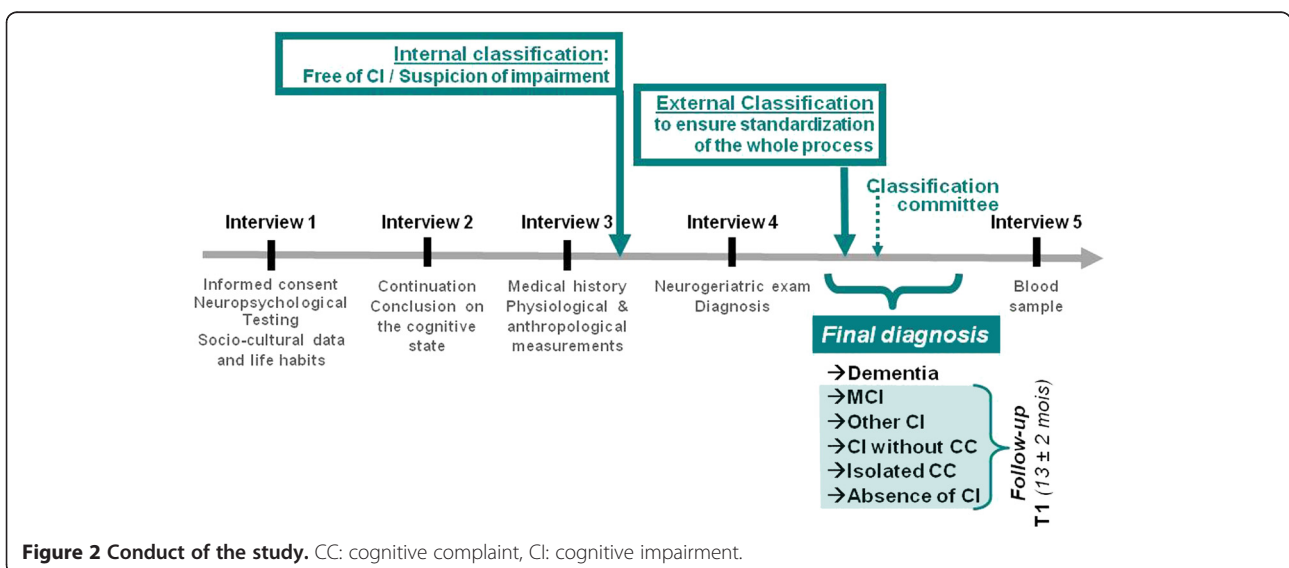 Internal classification:
Free of CI / Suspicion of impairment
External Classification
to ensure standardization
of the whole process
Classification
committee
Interview 1
Interview 2
Interview 3
Interview 4
Interview 5
Informed consent
Neuropsychological
Testing
Socio-cultural data
and life habits
Continuation
Conclusion on
the cognitive
state
Medical history
Physiological &
anthropological
measurements
Neurogeriatric exam
Diagnosis
Blood
sample
Final diagnosis
→Dementia
→MCI
→Other CI
→CI without CC
→Isolated CC
→Absence of CI
Follow-up
T1 (13 ± 2 mois)
Figure 2 Conduct of the study. CC: cognitive complaint, CI: cognitive impairment.